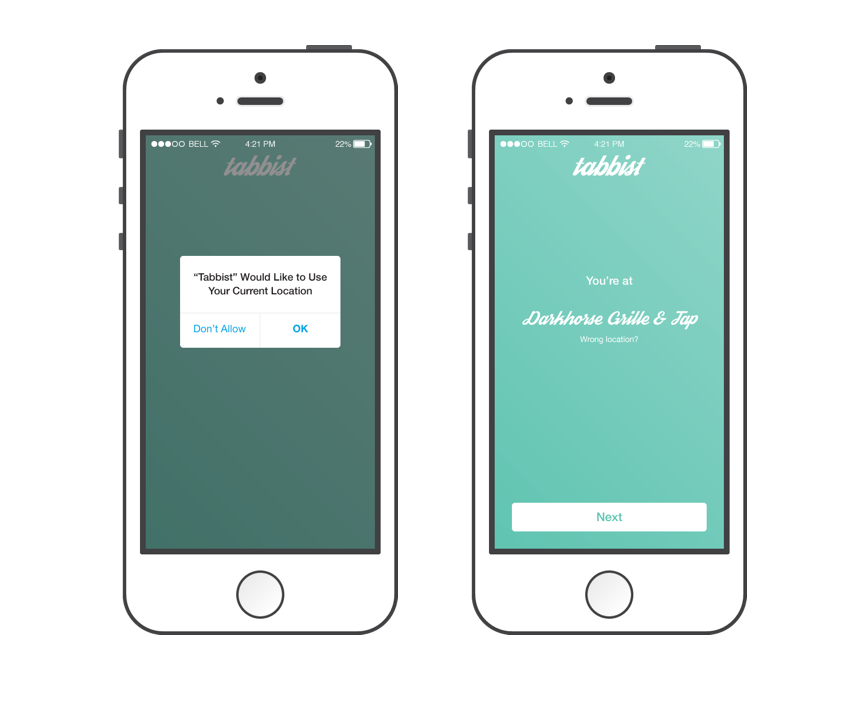 ●●●○○ BELL 4:21 PM 22%
tabbist
“Tabbist” Would Like to Use
Your Current Location
Don’t Allow OK
●●●○○ BELL 4:21 PM 22%
tabbist
You’re at
Darkhorse Grille & Tap
Wrong location?
Next